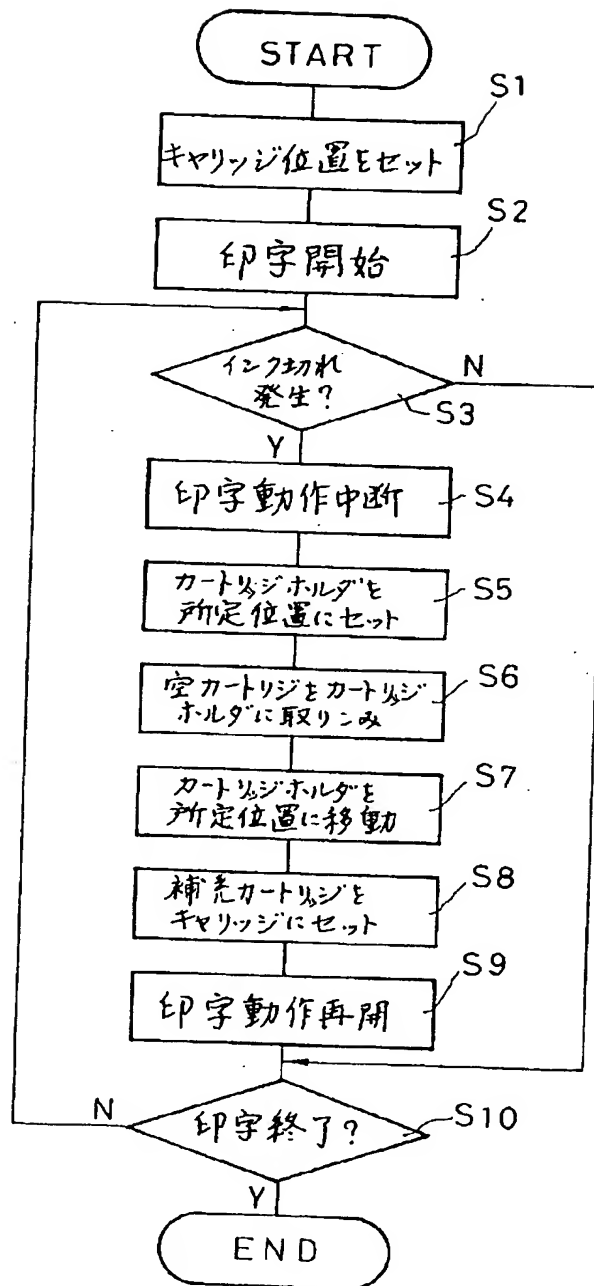 START
S1
キャリッジ位置をセット
S2
印字開始
インク切れ
発生?
N
S3
Y
印字動作中断
S4
カートリッジホルダを
所定位置にセット
S5
空カートリッジをカートリッジ
ホルダに取りこみ
S6
カートリッジホルダを
所定位置に移動
S7
補充カートリッジを
キャリッジにセット
S8
印字動作再開
S9
N
印字終了?
S10
Y
END